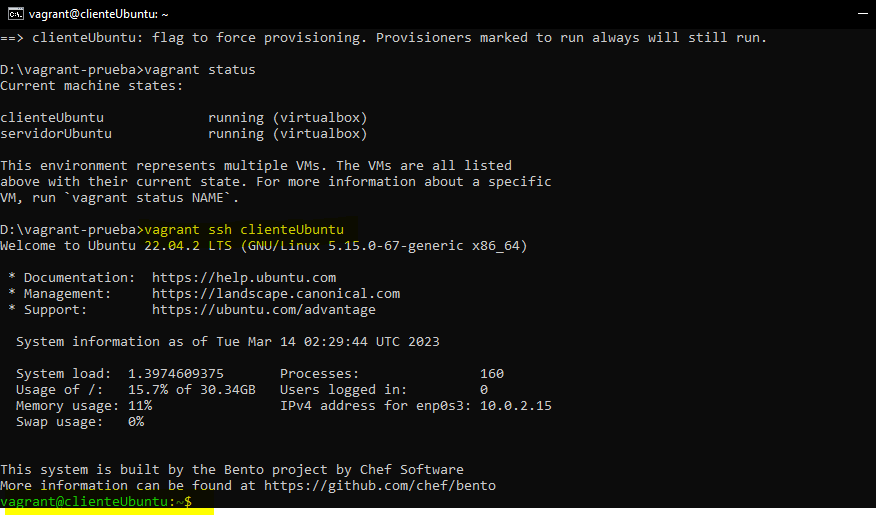 vagrant@clienteUbuntu: ~
==> clienteUbuntu: flag to force provisioning. Provisioners marked to run always will still run.
D:\vagrant-prueba>vagrant status
Current machine states:
clienteUbuntu             running (virtualbox)
servidorUbuntu            running (virtualbox)
This environment represents multiple VMs. The VMs are all listed
above with their current state. For more information about a specific
VM, run `vagrant status NAME`.
D:\vagrant-prueba>vagrant ssh clienteUbuntu
Welcome to Ubuntu 22.04.2 LTS (GNU/Linux 5.15.0-67-generic x86_64)
 * Documentation:  https://help.ubuntu.com
 * Management:     https://landscape.canonical.com
 * Support:        https://ubuntu.com/advantage
  System information as of Tue Mar 14 02:29:44 UTC 2023
  System load:  1.3974609375       Processes:               160
  Usage of /:   15.7% of 30.34GB   Users logged in:         0
  Memory usage: 11%                IPv4 address for enp0s3: 10.0.2.15
  Swap usage:   0%
This system is built by the Bento project by Chef Software
More information can be found at https://github.com/chef/bento
vagrant@clienteUbuntu:~$